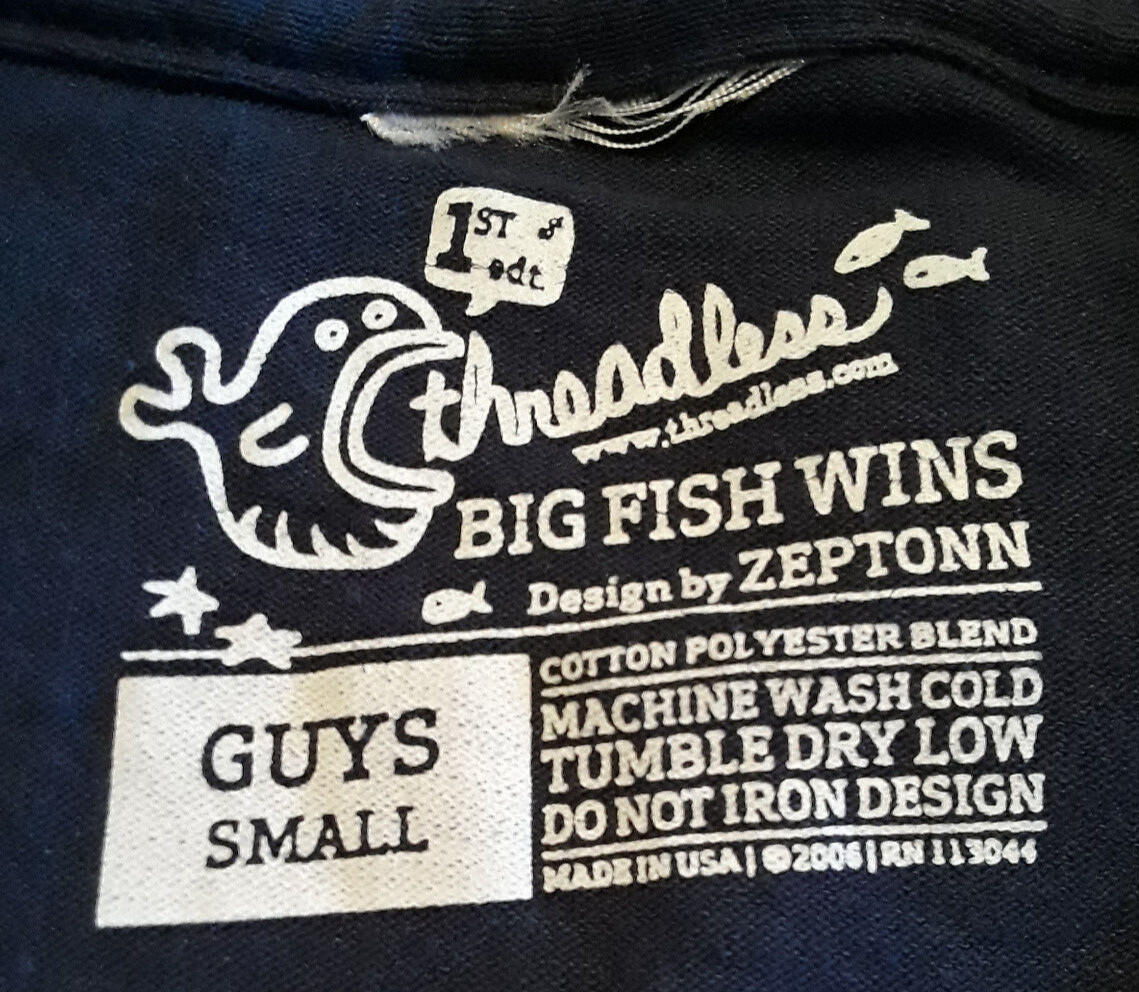 1ST &
edt
threadless
www.threadless.com
BIG FISH WINS
Design by ZEPTONN
GUYS
SMALL
COTTON POLYESTER BLEND
MACHINE WASH COLD
TUMBLE DRY LOW
DO NOT IRON DESIGN
MADE IN USA | ©2006 | RN 113044